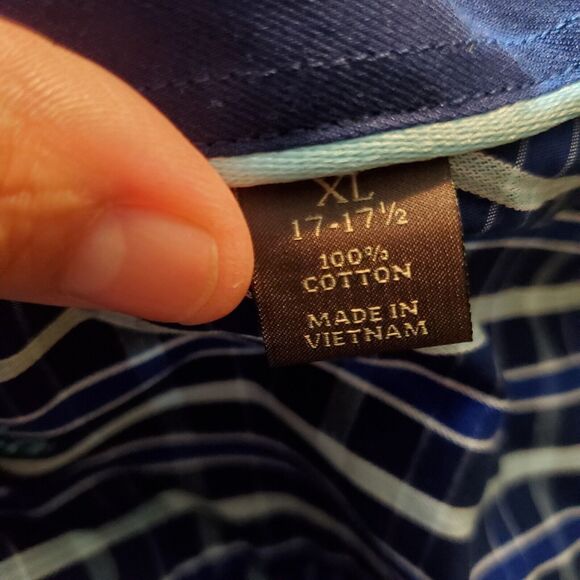 XL
17-17½
100%
COTTON
MADE IN
VIETNAM